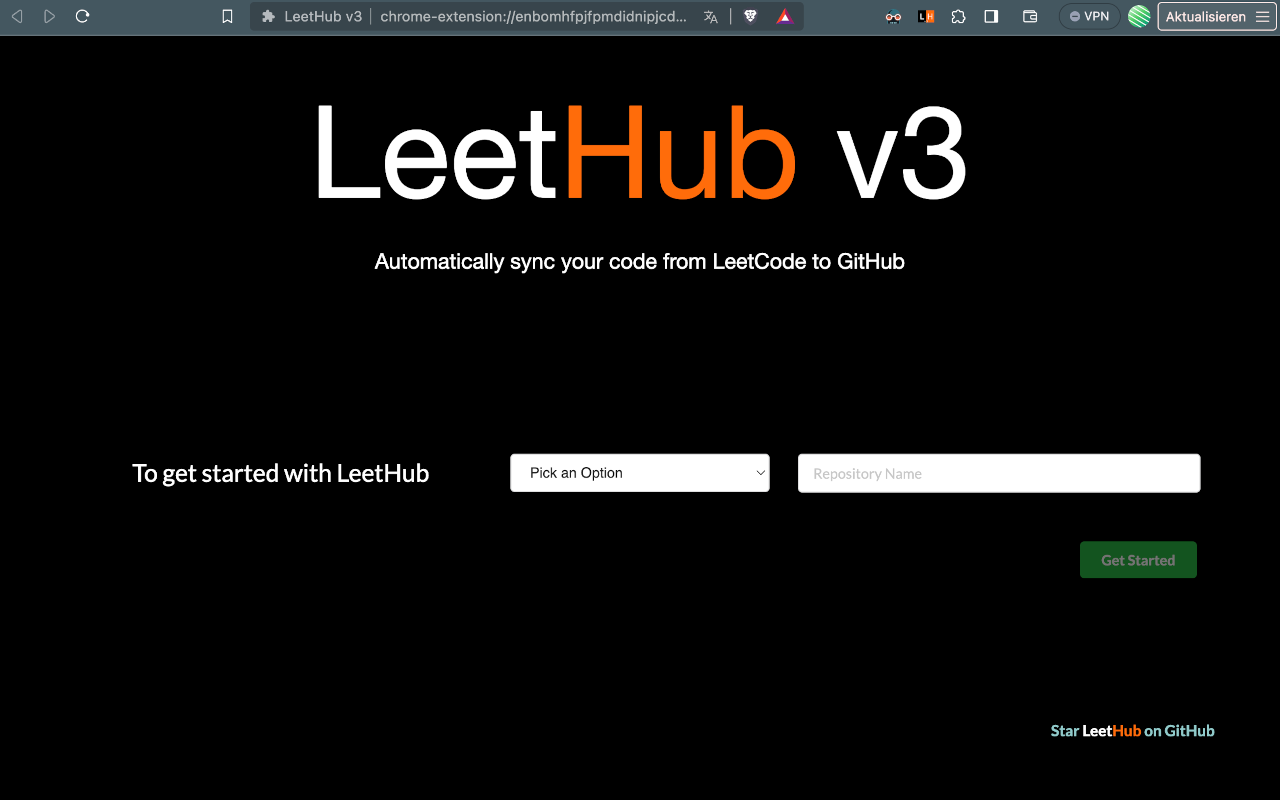 LeetHub v3 chrome-extension://enbomhfpjfpmdidnipjcd... VPN Aktualisieren
LeetHub v3
Automatically sync your code from LeetCode to GitHub
To get started with LeetHub Pick an Option Repository Name
Get Started
Star LeetHub on GitHub